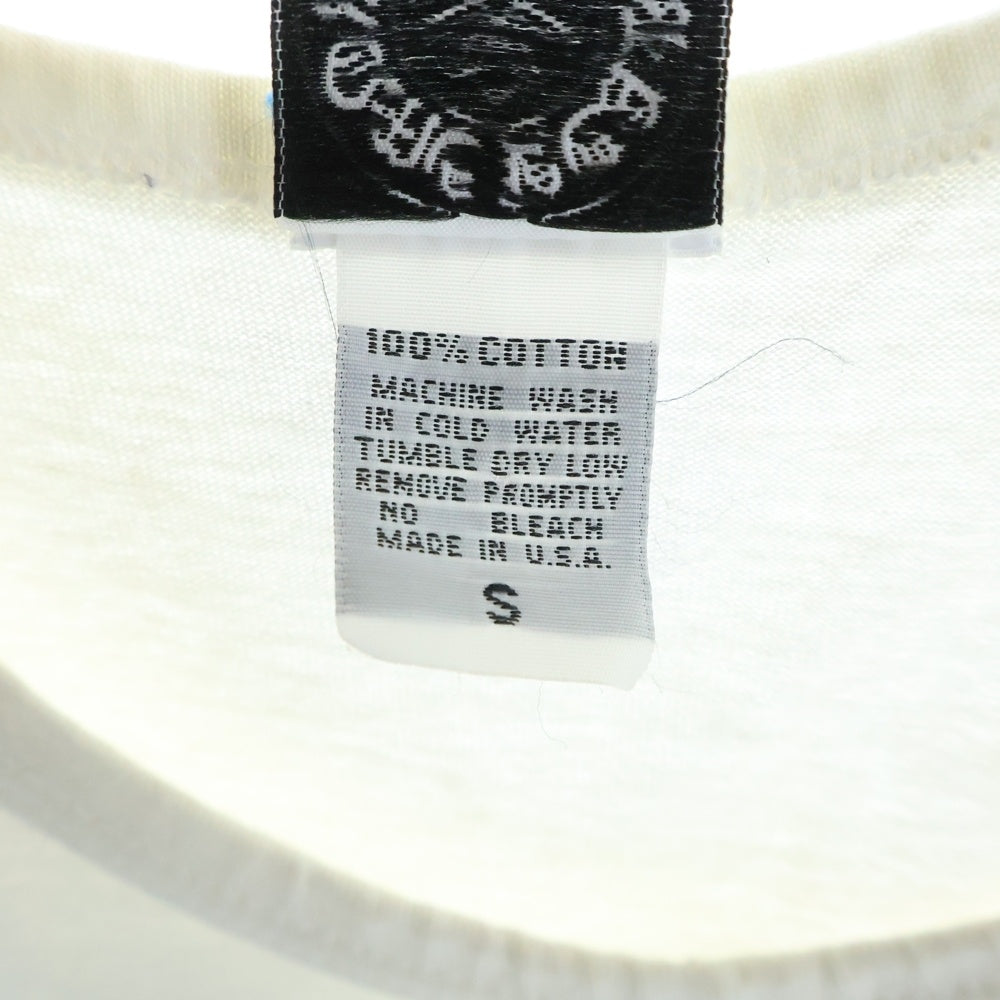 100% COTTON
MACHINE WASH
IN COLD WATER
TUMBLE DRY LOW
REMOVE PROMPTLY
NO BLEACH
MADE IN U.S.A.
S